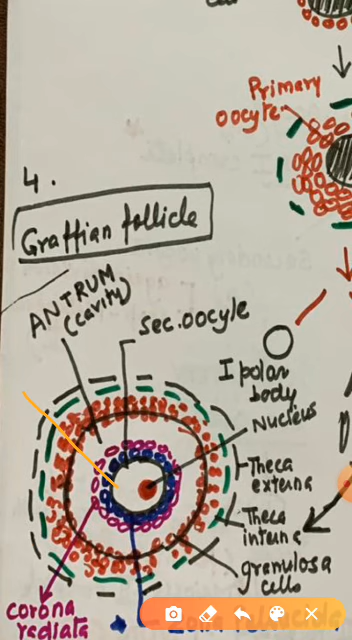 Primary
oocyte
4.
Graffian follicle
ANTRUM
(cavity)
sec.oocyte
I polar
body
Nucleus
Theca
externa
Theca
interna
granulosa
cells
corona
radiata